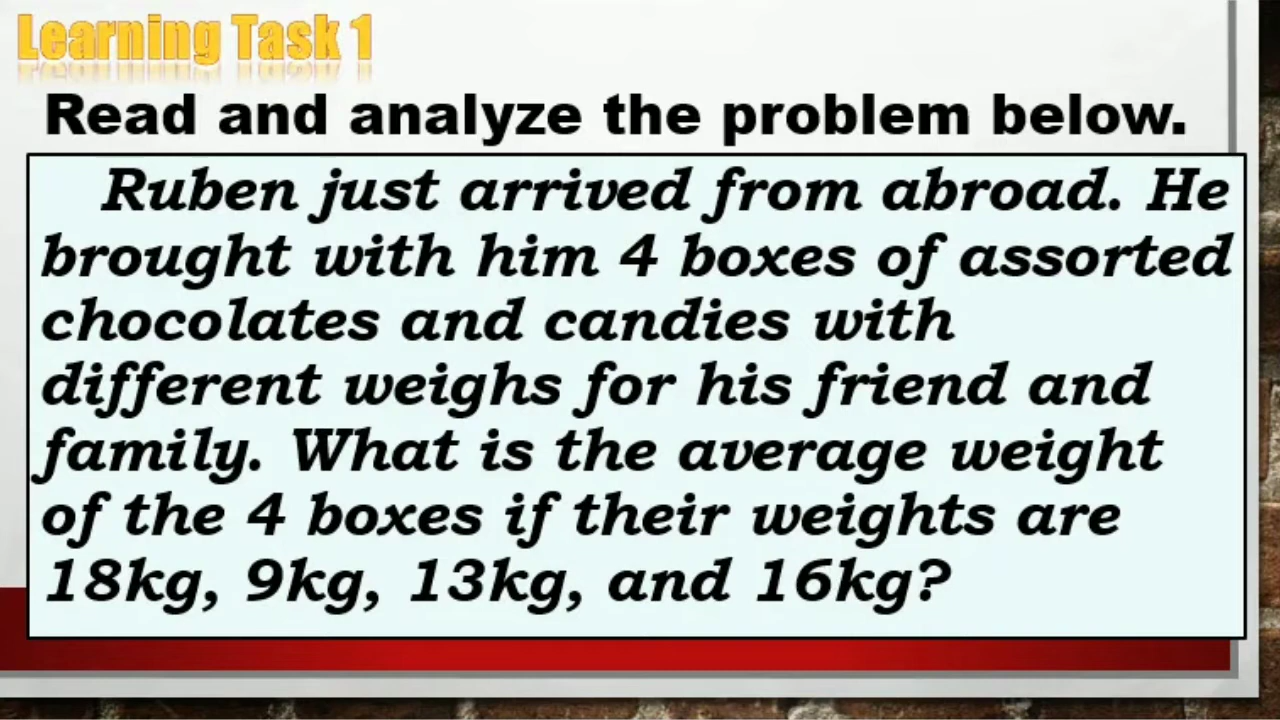 Learning Task 1
Read and analyze the problem below.
Ruben just arrived from abroad. He
brought with him 4 boxes of assorted
chocolates and candies with
different weighs for his friend and
family. What is the average weight
of the 4 boxes if their weights are
18kg, 9kg, 13kg, and 16kg?